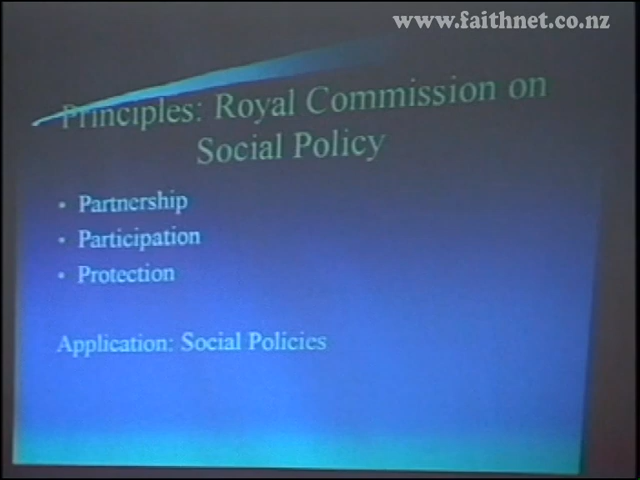 www.faithnet.co.nz
Principles: Royal Commission on
Social Policy
• Partnership
• Participation
• Protection
Application: Social Policies